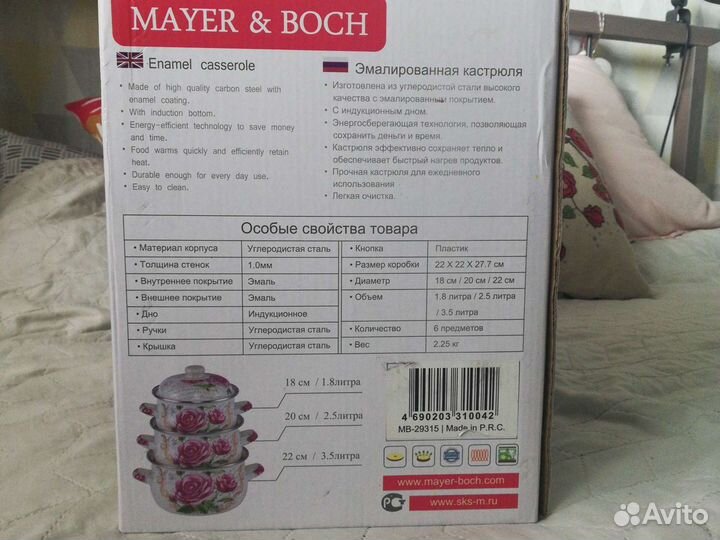 MAYER & BOCH
Enamel casserole
• Made of high quality carbon steel with
enamel coating.
• With induction bottom.
• Energy-efficient technology to save money
and time.
• Food warms quickly and efficiently retain
heat.
• Durable enough for every day use.
• Easy to clean.
Эмалированная кастрюля
• Изготовлена из углеродистой стали высокого
качества с эмалированным покрытием.
• С индукционным дном.
• Энергосберегающая технология, позволяющая
сохранить деньги и время.
• Кастрюля эффективно сохраняет тепло и
обеспечивает быстрый нагрев продуктов.
• Прочная кастрюля для ежедневного
использования
• Легкая очистка.
Особые свойства товара
• Материал корпуса Углеродистая сталь
• Толщина стенок 1.0мм
• Внутреннее покрытие Эмаль
• Внешнее покрытие Эмаль
• Дно Индукционное
• Ручки Углеродистая сталь
• Крышка Углеродистая сталь
• Кнопка Пластик
• Размер коробки 22 X 22 X 27.7 см
• Диаметр 18 см / 20 см / 22 см
• Объем 1.8 литра / 2.5 литра
/ 3.5 литра
• Количество 6 предметов
• Вес 2.25 кг
18 см / 1.8литра
20 см / 2.5литра
22 см / 3.5литра
4 690203 310042
MB-29315 | Made in P.R.C.
www.mayer-boch.com
www.sks-m.ru
Avito